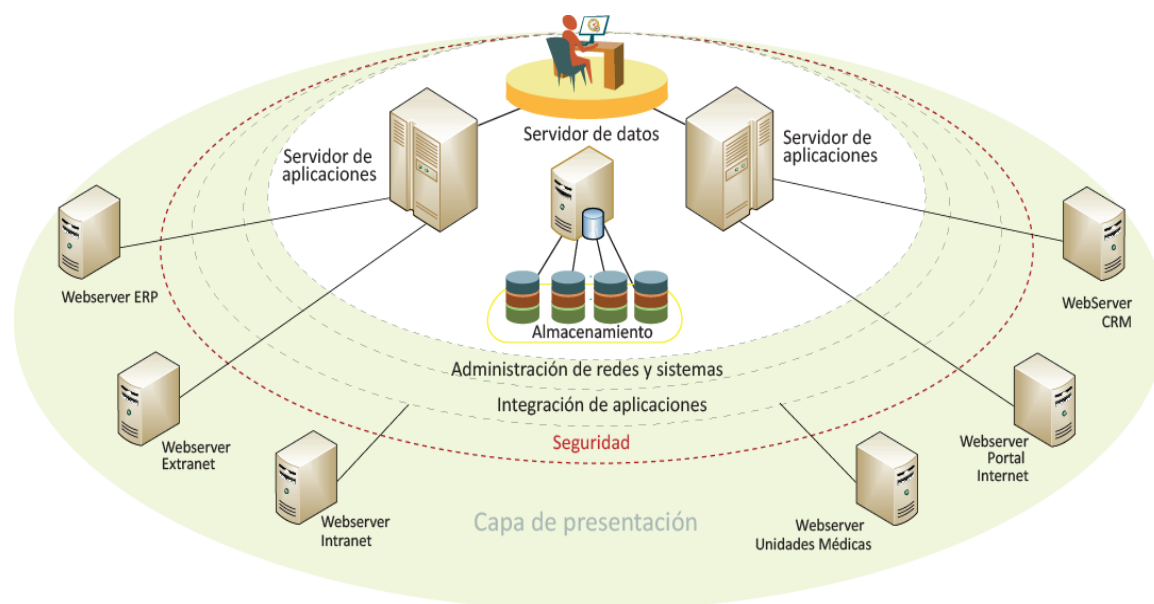 Servidor de datos
Servidor de
aplicaciones
Servidor de
aplicaciones
Webserver ERP
WebServer
CRM
Almacenamiento
Administración de redes y sistemas
Integración de aplicaciones
Seguridad
Webserver
Extranet
Webserver
Portal
Internet
Webserver
Intranet
Capa de presentación
Webserver
Unidades Médicas